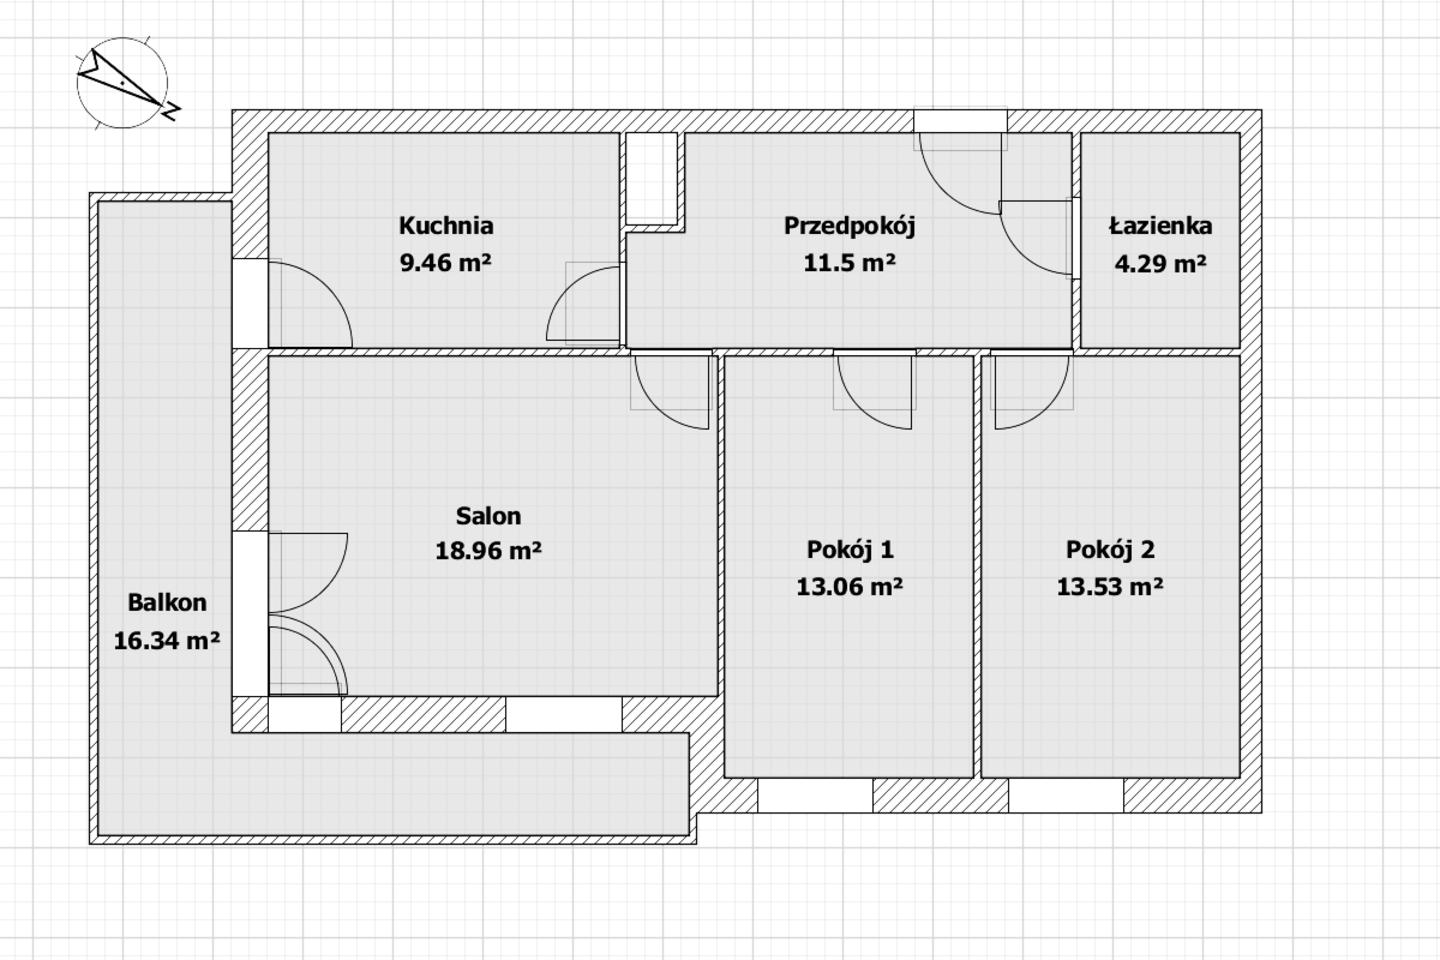 N
Kuchnia
9.46 m²
Przedpokój
11.5 m²
Łazienka
4.29 m²
Salon
18.96 m²
Pokój 1
13.06 m²
Pokój 2
13.53 m²
Balkon
16.34 m²